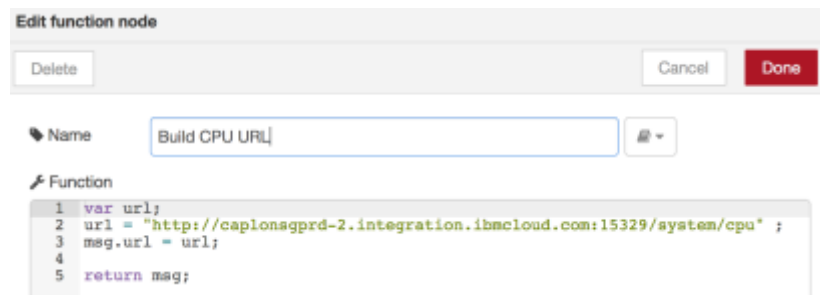 Edit function node
Delete Cancel Done
Name Build CPU URL
Function
1 var url;
2 url = "http://caplonsgprd-2.integration.ibmcloud.com:15329/system/cpu" ;
3 msg.url = url;
4
5 return msg;